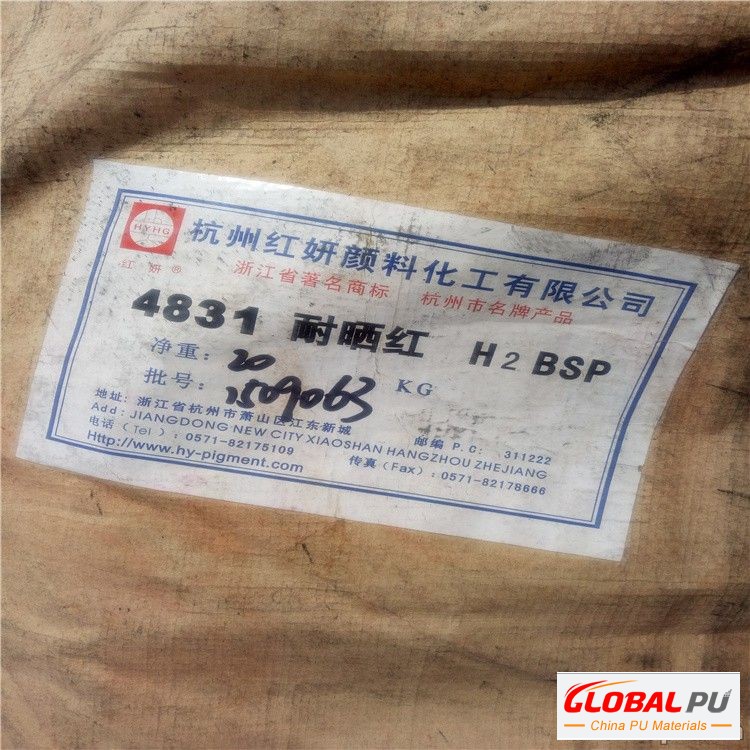 HYHG
红妍®
杭州红妍颜料化工有限公司
浙江省著名商标 杭州市名牌产品
4831 耐晒红 H2BSP
净重: 20 KG
批号: 1509063
地址: 浙江省杭州市萧山区江东新城 邮编P.C: 311222
Add: JIANGDONG NEW CITY XIAOSHAN HANGZHOU ZHEJIANG
电话(Tel): 0571-82175109 传真(Fax): 0571-82178666
Http://www.hy-pigment.com
GLOBAL PU
China PU Materials